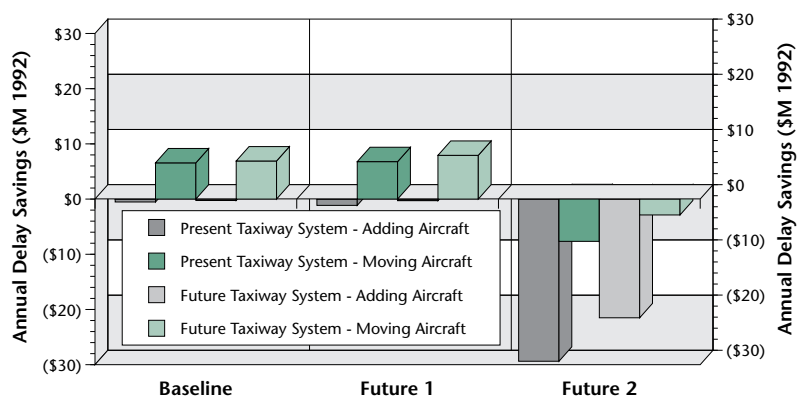 Annual Delay Savings ($M 1992)
$30
$20
$10
$0
($10)
($20)
($30)
Present Taxiway System - Adding Aircraft
Present Taxiway System - Moving Aircraft
Future Taxiway System - Adding Aircraft
Future Taxiway System - Moving Aircraft
$30
$20
$10
$0
($10)
($20)
($30)
Annual Delay Savings ($M 1992)
Baseline
Future 1
Future 2